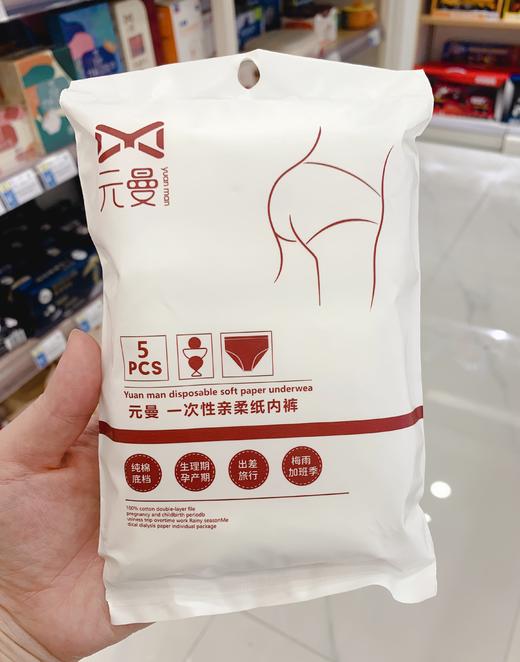 元曼
yuan man
5
PCS
Yuan man disposable soft paper underwea
元曼 一次性亲柔纸内裤
纯棉
底裆
生理期
孕产期
出差
旅行
梅雨
加班季
100% cotton double-layer file
pregnancy and childbirth periodb
usiness trip overtime work Rainy seasonMe
dical dialysis paper individual package